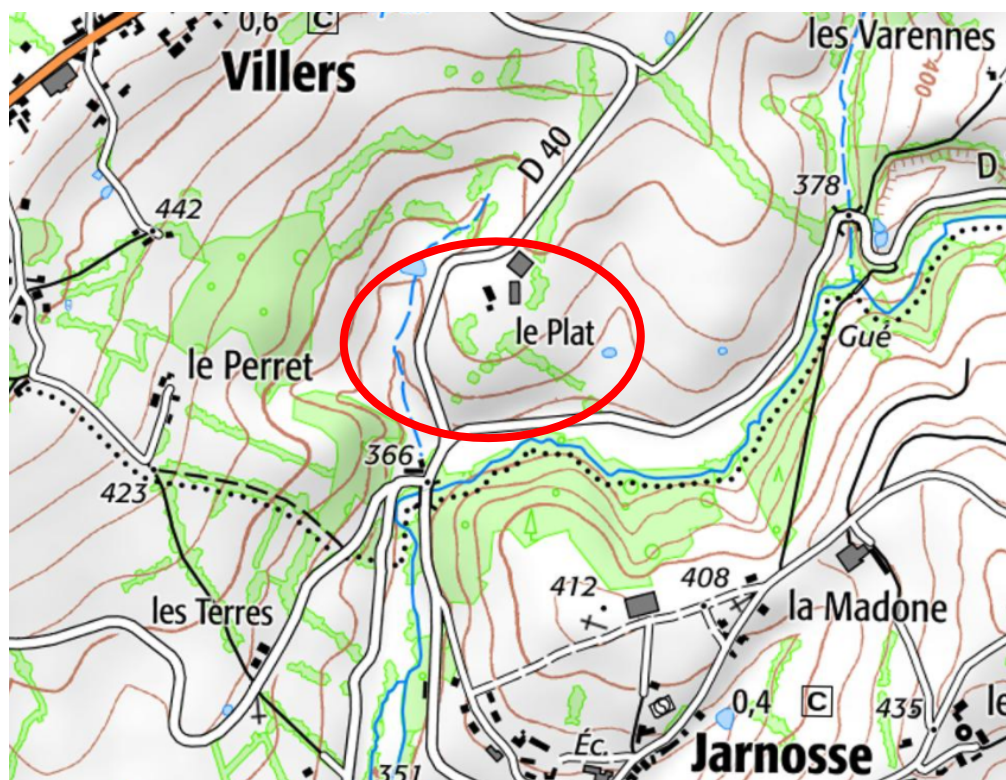 0,6 C
les Varennes
400
Villers
D 40
378
D
442
le Plat
Gué
le Perret
366
423
412
408
les Terres
la Madone
0,4 C
435
le
Éc.
Jarnosse
351